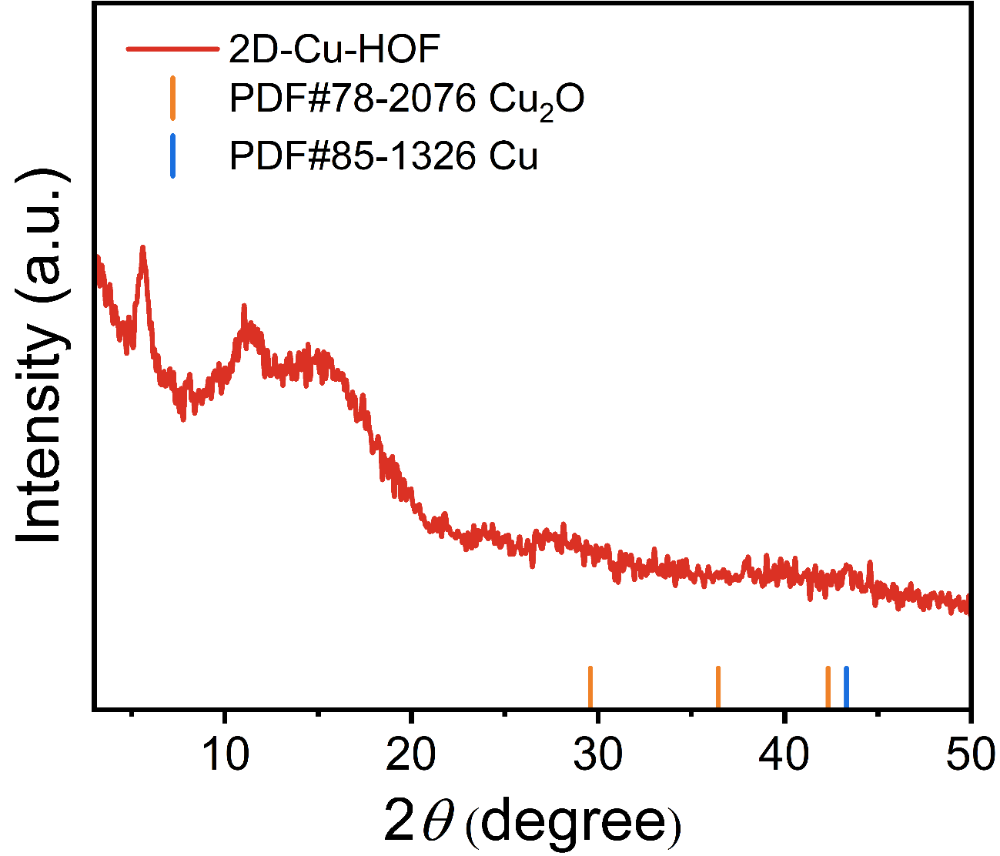 2D-Cu-HOF
PDF#78-2076 Cu₂O
PDF#85-1326 Cu
Intensity (a.u.)
10 20 30 40 50
2θ (degree)